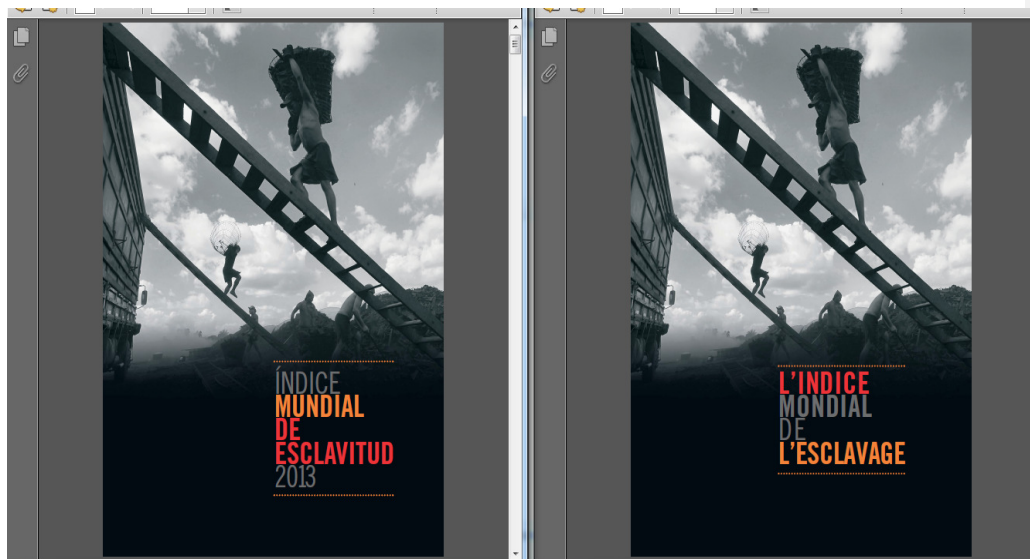 ÍNDICE
MUNDIAL
DE
ESCLAVITUD
2013
L'INDICE
MONDIAL
DE
L'ESCLAVAGE